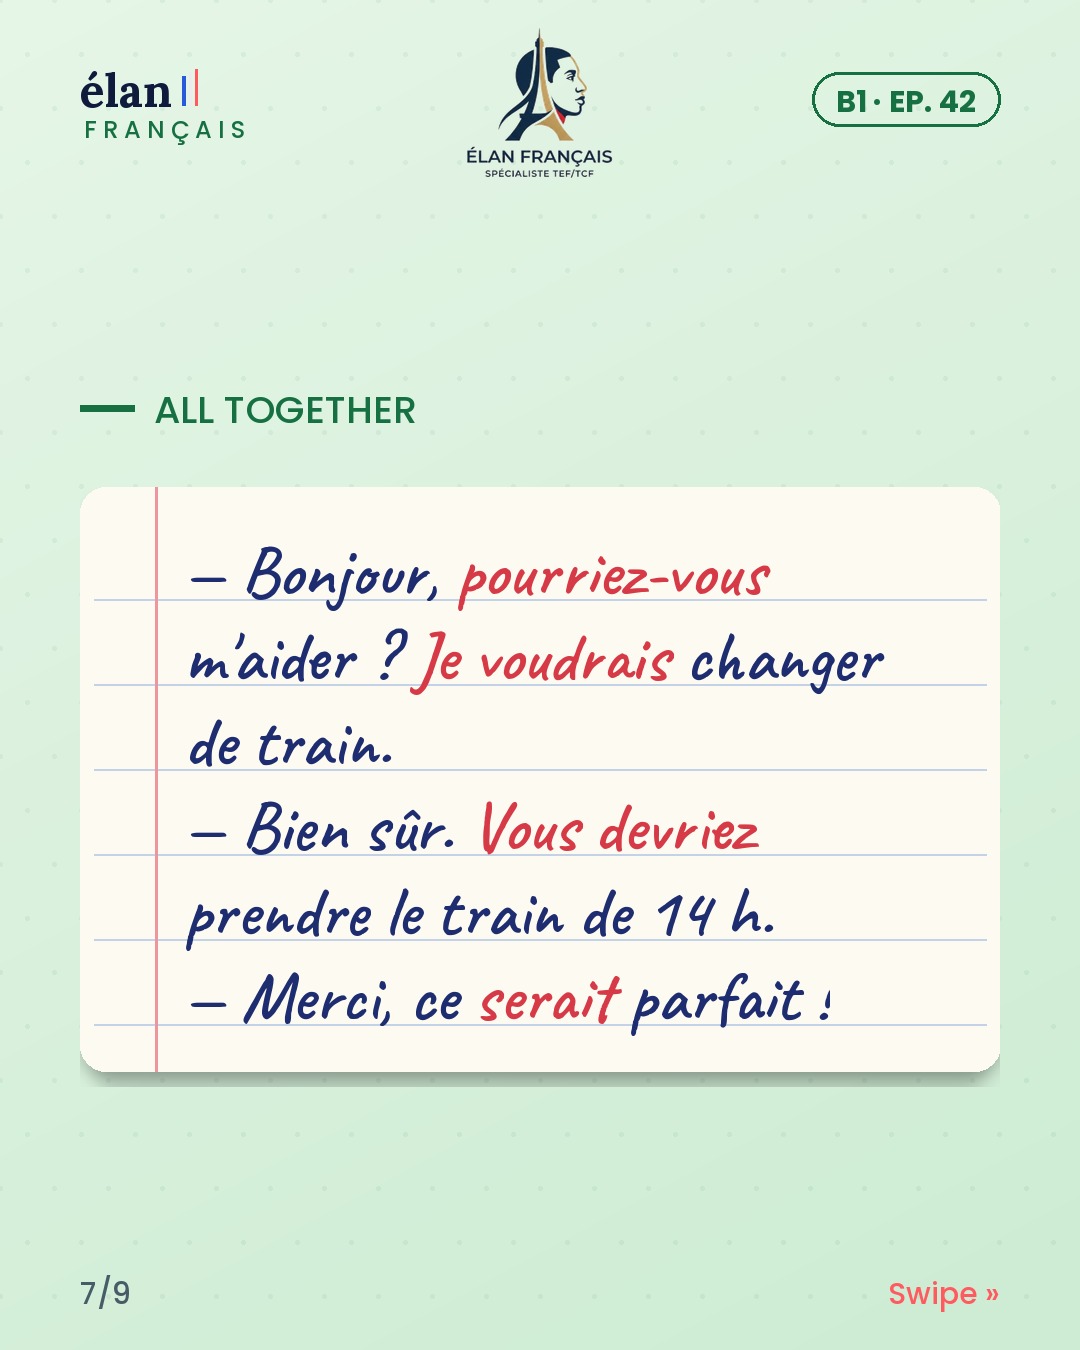 élan
FRANÇAIS
ÉLAN FRANÇAIS
SPÉCIALISTE TEF/TCF
B1 · EP. 42
ALL TOGETHER
– Bonjour, pourriez-vous
m'aider ? Je voudrais changer
de train.
– Bien sûr. Vous devriez
prendre le train de 14 h.
– Merci, ce serait parfait !
7/9
Swipe »